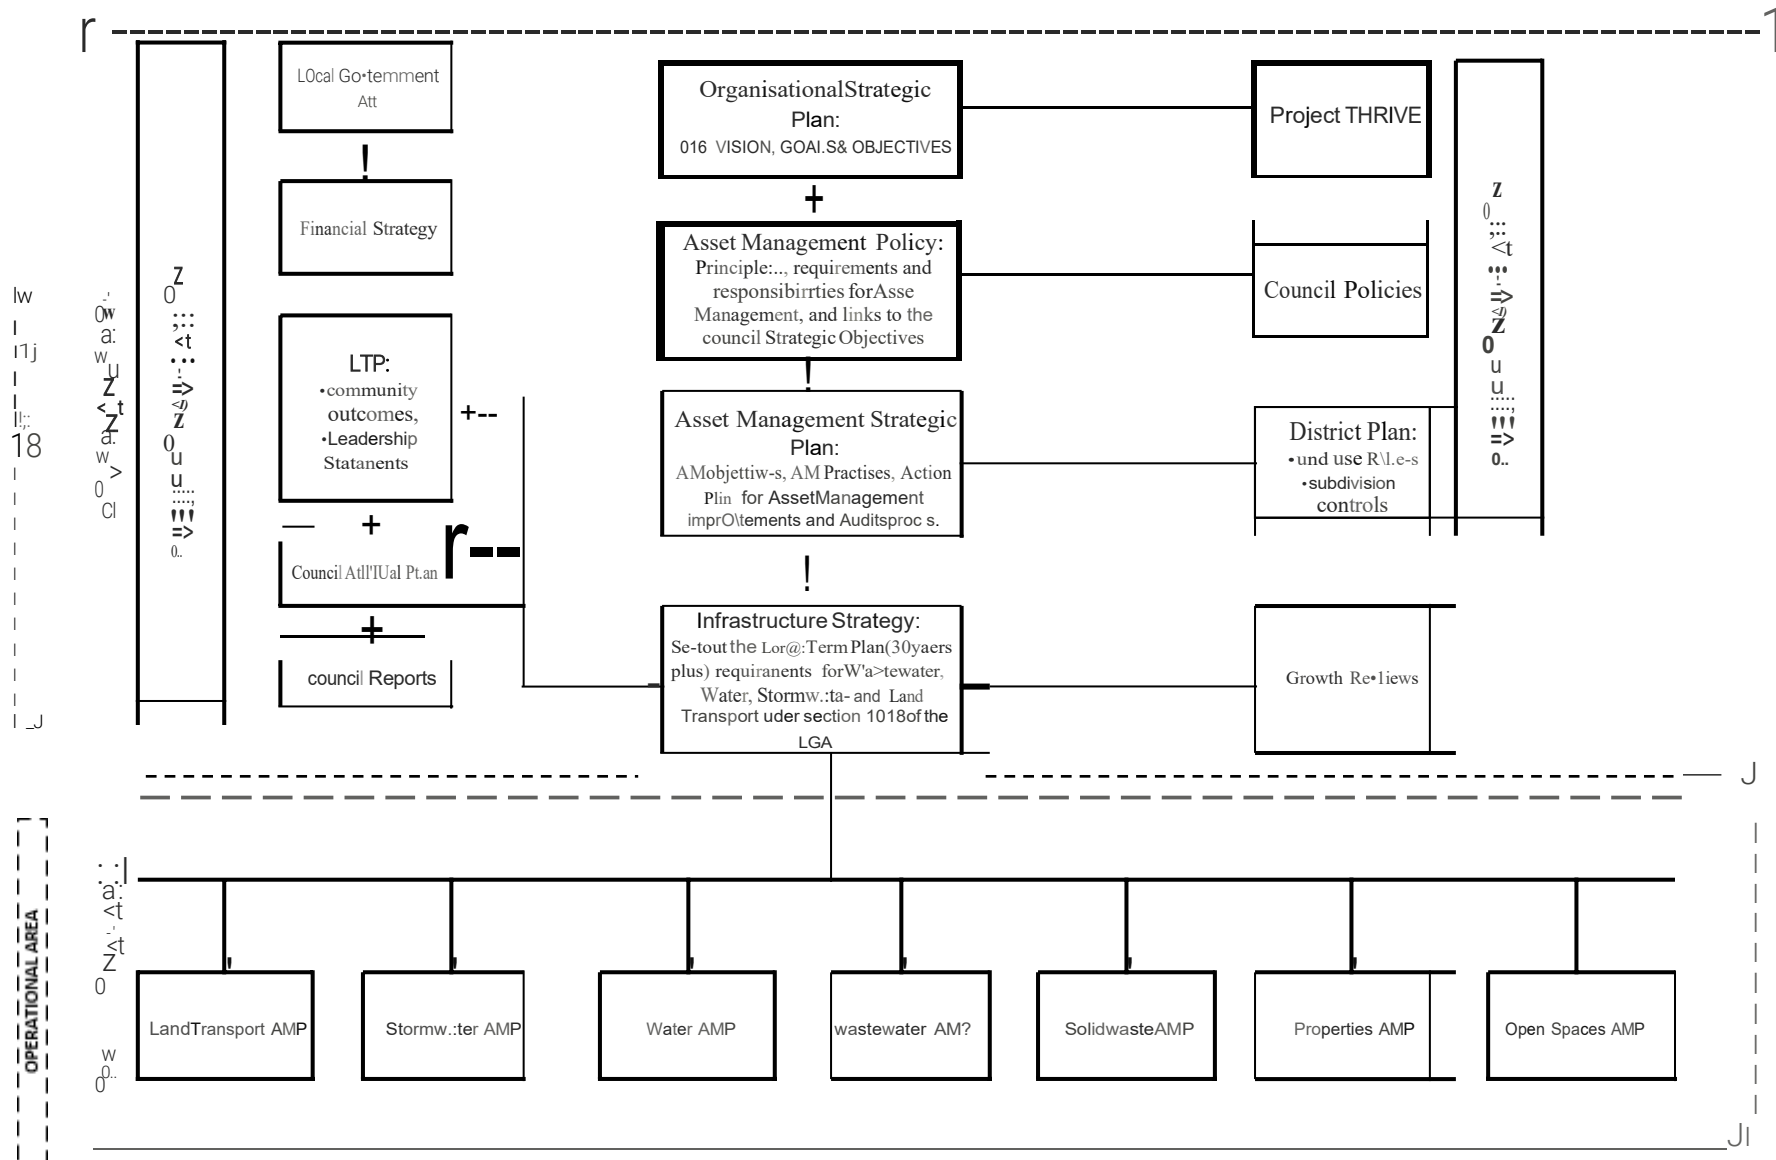 LOcal Go•temment
Att
Financial Strategy
LTP:
•community
outcomes,
•Leadership
Statanents
+--
Council Atll'IUal Pt.an
r--
council Reports
OrganisationalStrategic
Plan:
016 VISION, GOAI.S& OBJECTIVES
+
Asset Management Policy:
Principle:.., requirements and
responsibirrties forAsse
Management, and links to the
council Strategic Objectives
!
Asset Management Strategic
Plan:
AMobjettiw-s, AM Practises, Action
Plin for AssetManagement
imprO\tements and Auditsproc s.
!
Infrastructure Strategy:
Se-tout the Lor@:Term Plan(30yaers
plus) requiranents forW'a>tewater,
Water, Stormw.:ta- and Land
Transport uder section 1018of the
LGA
Project THRIVE
Council Policies
District Plan:
•und use R\l.e-s
•subdivision
controls
Growth Re•1iews
OPERATIONAL AREA
LandTransport AMP
Stormw.:ter AMP
Water AMP
wastewater AM?
SolidwasteAMP
Properties AMP
Open Spaces AMP